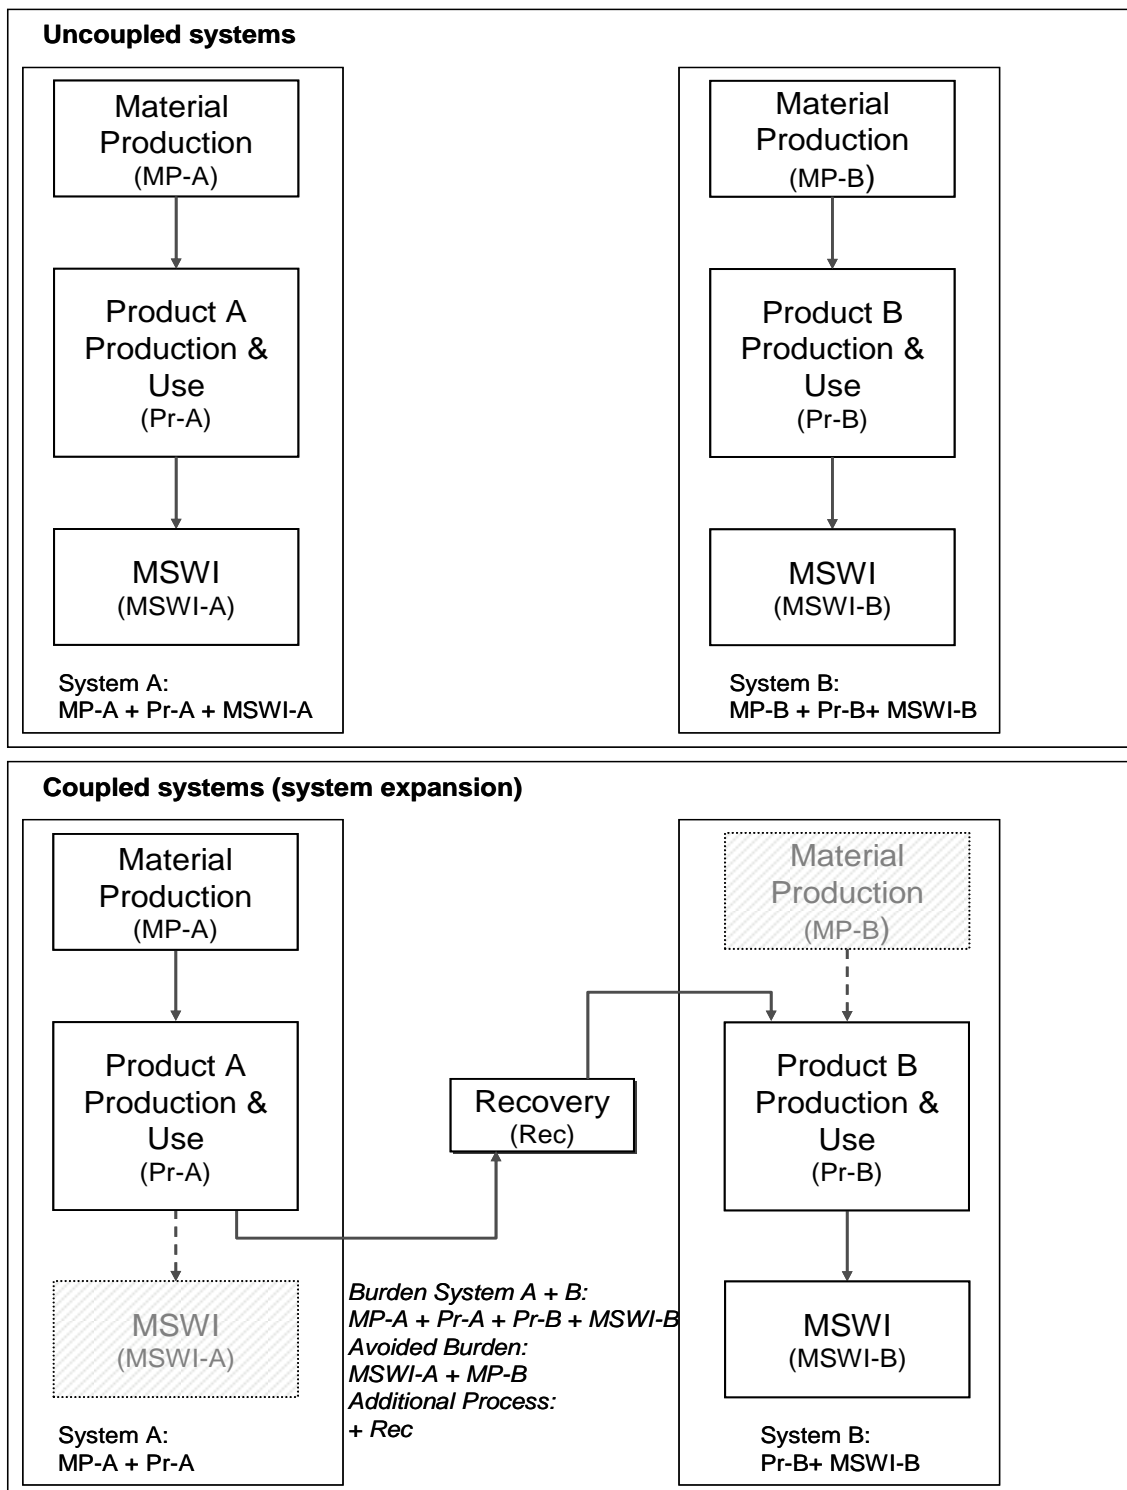 Uncoupled systems
Material
Production
(MP-A)
Product A
Production &
Use
(Pr-A)
MSWI
(MSWI-A)
System A:
MP-A + Pr-A + MSWI-A
Material
Production
(MP-B)
Product B
Production &
Use
(Pr-B)
MSWI
(MSWI-B)
System B:
MP-B + Pr-B+ MSWI-B
Coupled systems (system expansion)
Material
Production
(MP-A)
Product A
Production &
Use
(Pr-A)
MSWI
(MSWI-A)
System A:
MP-A + Pr-A
Recovery
(Rec)
Burden System A + B:
MP-A + Pr-A + Pr-B + MSWI-B
Avoided Burden:
MSWI-A + MP-B
Additional Process:
+ Rec
Material
Production
(MP-B)
Product B
Production &
Use
(Pr-B)
MSWI
(MSWI-B)
System B:
Pr-B+ MSWI-B